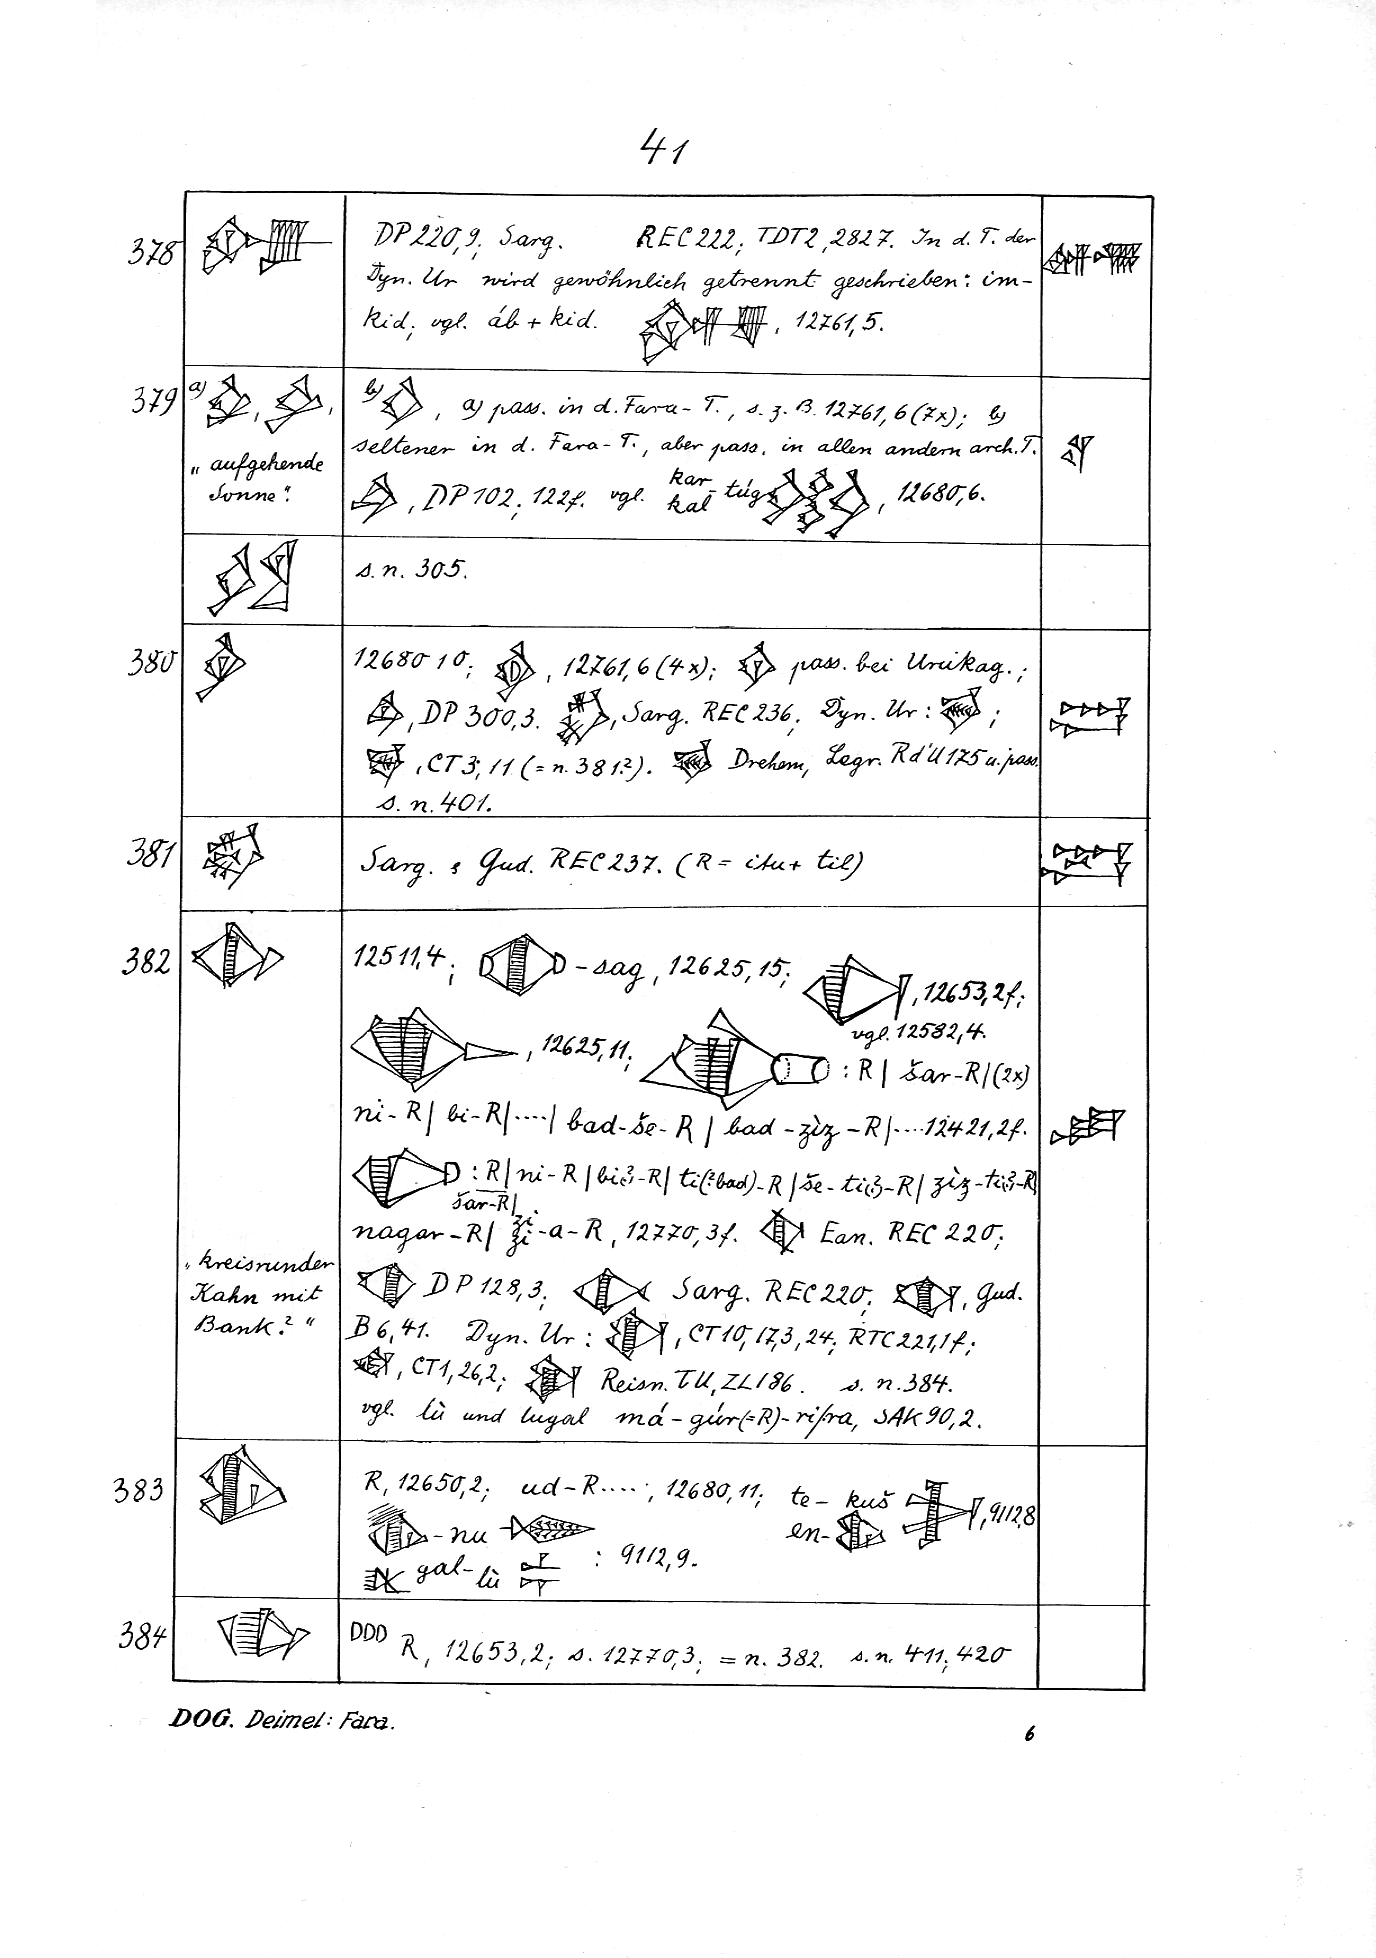 41
378 DP 220,9; Sarg. REC 222; TDT 2, 2827. In d. T. der
Dyn. Ur wird gewöhnlich getrennt geschrieben: im-
kid; vgl. áb + kid. , 12761,5.
379 a) , , b) , a) pass. in d. Fara-T., s. z. B. 12761,6 (7x); b)
seltener in d. Fara-T., aber pass. in allen andern arch. T.
„aufgehende
Sonne“.
, DP 102; 122f. vgl. kar-túg , 12680,6.
kal
s. n. 305.
380 12680 10; , 12761,6 (4x); pass. bei Urukag.;
, DP 300,3. , Sarg. REC 236; Dyn. Ur: ;
, CT 3, 11 (= n. 381?). Drehem, Legr. 175 u. pass.
s. n. 401.
381 Sarg. & Gud. REC 237. (R = itu + til)
382 12511,4; -sag, 12625,15; , 12653,2f;
vgl. 12582,4.
, 12625,11; : R| šar-R| (2x)
ni-R| bi-R| ....| bad-še-R| bad-zìz-R| .... 12421,2f.
: R| ni-R| bi(?)-R| ti(?bad)-R| še-ti(?)-R| zìz-ti(?)-R|
šar-R|
nagar-R| zi-a-R, 12770,3f. Ean. REC 220;
zi
„kreisrunder
Kahn mit
Bank?“
DP 128,3; Sarg. REC 220; , Gud.
B 6,41. Dyn. Ur: , CT 10, 17,3,24; RTC 221,1f;
, CT 1, 26,2; Reisn. TU, ZL 186. s. n. 384.
vgl. lù und lugal má-gúr(=R)-ri/ra, SAK 90,2.
383 R, 12650,2; ud-R...., 12680,11; te-kuš , 9112,8
-nu en-
gal-lù : 9112,9.
384 DDD R, 12653,2; s. 12770,3; = n. 382. s. n. 411; 420
DOG. Deimel: Fara.
6